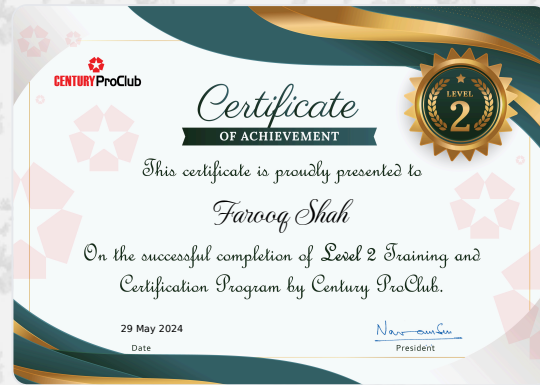 CENTURY ProClub
Certificate
OF ACHIEVEMENT
LEVEL
2
This certificate is proudly presented to
Farooq Shah
On the successful completion of Level 2 Training and
Certification Program by Century ProClub.
29 May 2024
Date
President